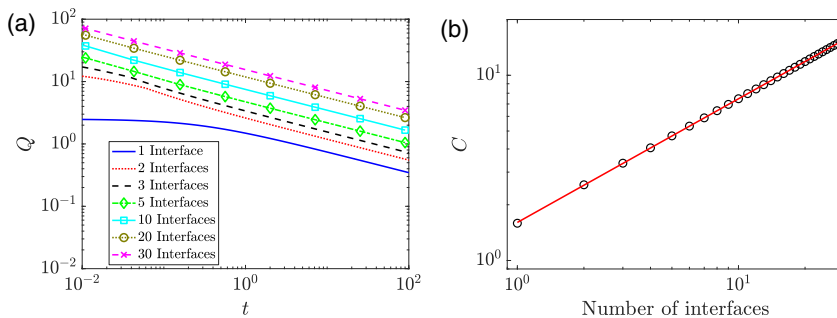 (a)
Q
10^2
10^1
10^0
10^-1
10^-2
1 Interface
2 Interfaces
3 Interfaces
5 Interfaces
10 Interfaces
20 Interfaces
30 Interfaces
10^-2
10^0
10^2
t
(b)
C
10^1
10^0
10^0
10^1
Number of interfaces